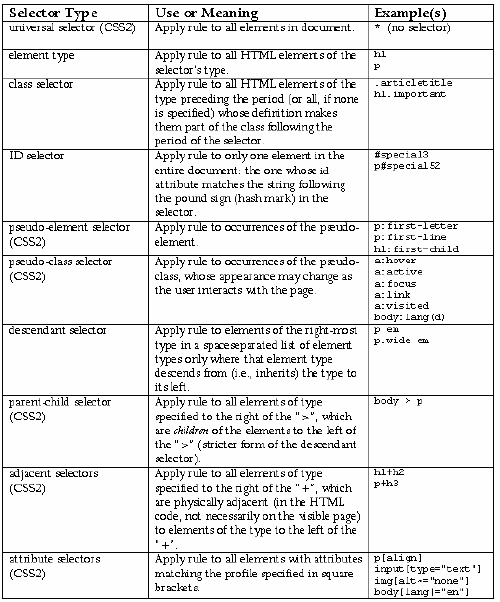 Selector Type Use or Meaning Example(s)
universal selector (CSS2) Apply rule to all elements in document. * (no selector)
element type Apply rule to all HTML elements of the h1
selector's type. p
class selector Apply rule to all HTML elements of the .articletitle
type preceding the period (or all, if none h1.important
is specified) whose definition makes
them part of the class following the
period of the selector.
ID selector Apply rule to only one element in the #special3
entire document: the one whose id p#special52
attribute matches the string following
the pound sign (hash mark) in the
selector.
pseudo-element selector Apply rule to occurrences of the pseudo- p:first-letter
(CSS2) element. p:first-line
h1:first-child
pseudo-class selector Apply rule to occurrences of the pseudo- a:hover
(CSS2) class, whose appearance may change as a:active
the user interacts with the page. a:focus
a:link
a:visited
body:lang(d)
descendant selector Apply rule to elements of the right-most p em
type in a spaceseparated list of element p.wide em
types only where that element type
descends from (i.e., inherits) the type to
its left.
parent-child selector Apply rule to all elements of type body > p
(CSS2) specified to the right of the ">", which
are children of the elements to the left of
the ">" (stricter form of the descendant
selector).
adjacent selectors Apply rule to all elements of type h1+h2
(CSS2) specified to the right of the "+", which p+h3
are physically adjacent (in the HTML
code, not necessarily on the visible page)
to elements of the type to the left of the
"+".
attribute selectors Apply rule to all elements with attributes p[align]
(CSS2) matching the profile specified in square input[type="text"]
brackets. img[alt~="none"]
body[lang|="en"]